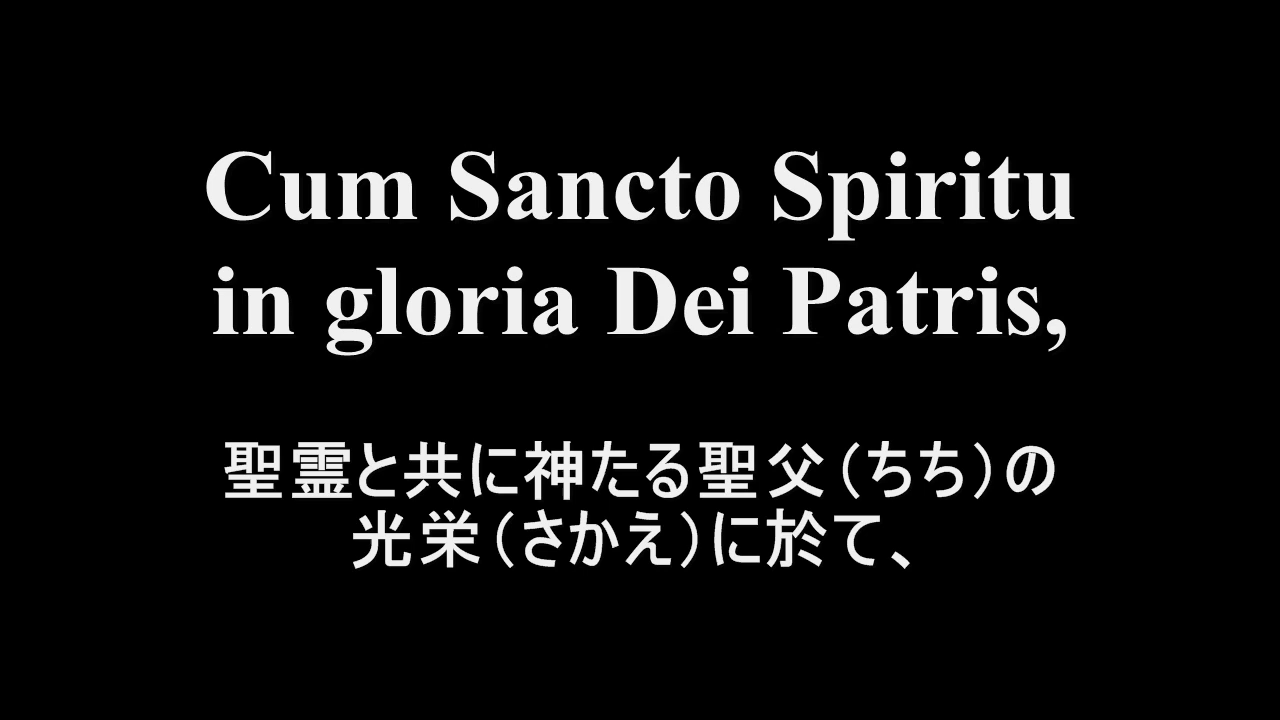 Cum Sancto Spiritu
in gloria Dei Patris,
聖霊と共に神たる聖父（ちち）の
光栄（さかえ）に於て、